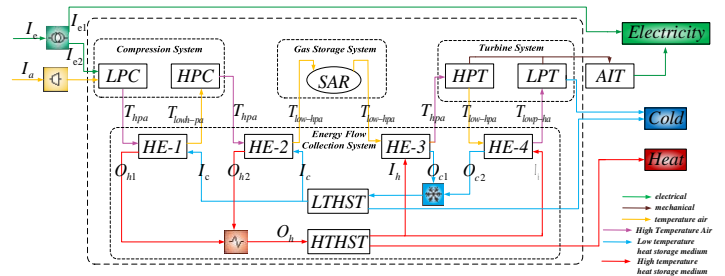 I_e
I_e1
I_e2
I_a
Compression System
LPC
HPC
Gas Storage System
SAR
Turbine System
HPT
LPT
AIT
Electricity
Cold
Heat
T_hpa
T_lowh-pa
T_hpa
T_low-hpa
T_low-hpa
T_hpa
T_low-hpa
T_lowp-ha
Energy Flow
Collection System
HE-1
HE-2
HE-3
HE-4
O_h1
I_c
O_h2
I_c
I_h
O_c1
O_c2
LTHST
O_h
HTHST
electrical
mechanical
temperature air
High Temperature Air
Low temperature
heat storage medium
High temperature
heat storage medium